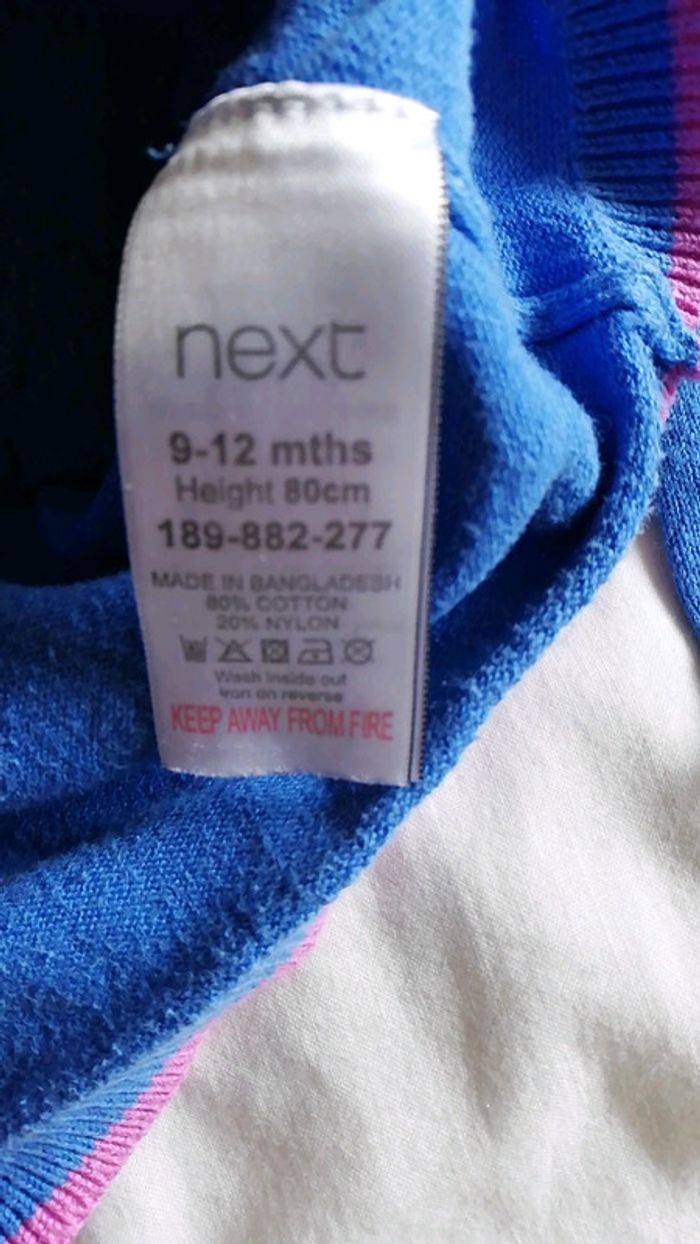 next
9-12 mths
Height 80cm
189-882-277
MADE IN BANGLADESH
80% COTTON
20% NYLON
Wash inside out
iron on reverse
KEEP AWAY FROM FIRE